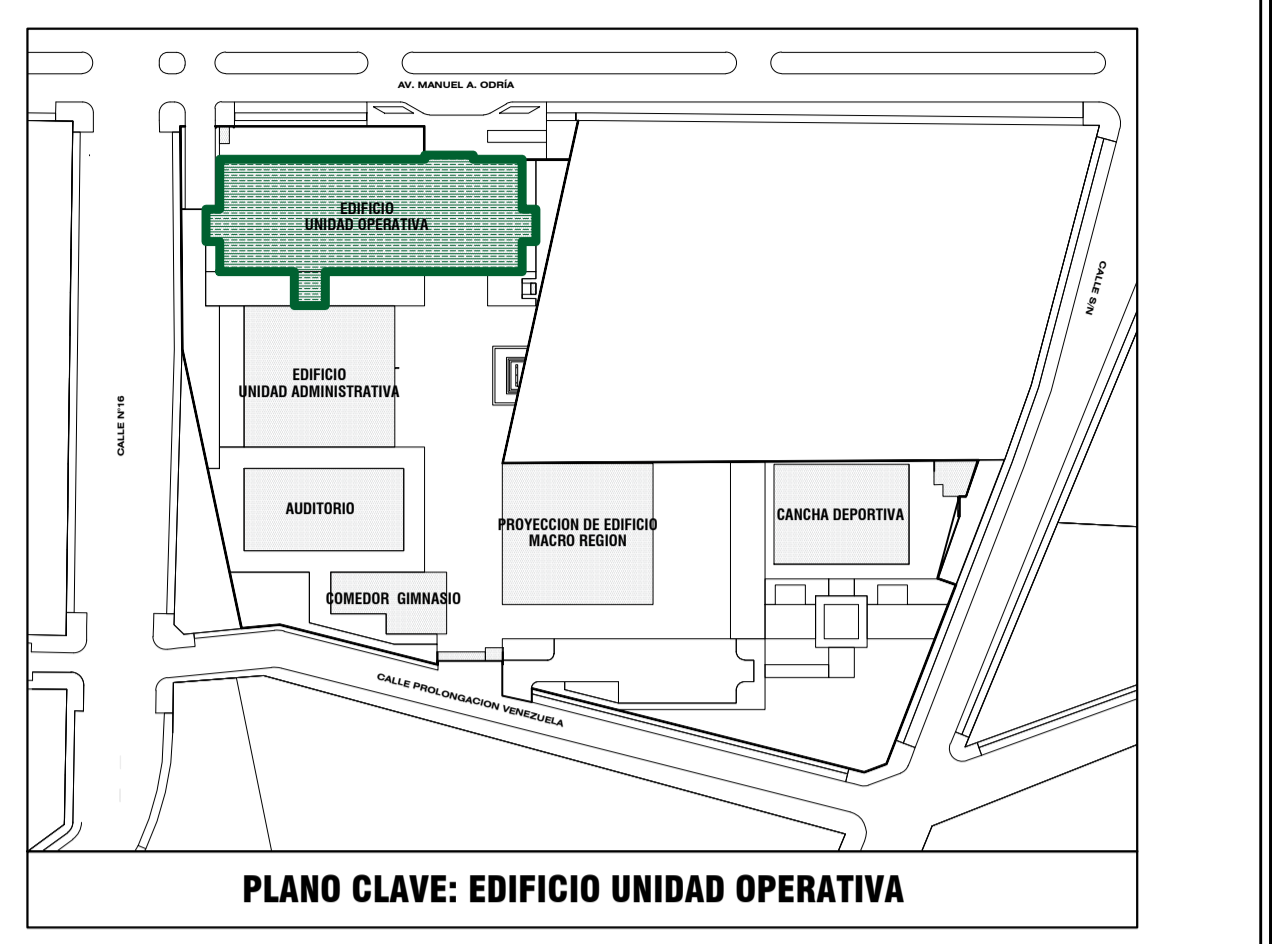 AV. MANUEL A. ODRÍA
EDIFICIO
UNIDAD OPERATIVA
CALLE S/N
EDIFICIO
UNIDAD ADMINISTRATIVA
CALLE N°16
AUDITORIO
PROYECCION DE EDIFICIO
MACRO REGION
CANCHA DEPORTIVA
COMEDOR GIMNASIO
CALLE PROLONGACION VENEZUELA
PLANO CLAVE: EDIFICIO UNIDAD OPERATIVA